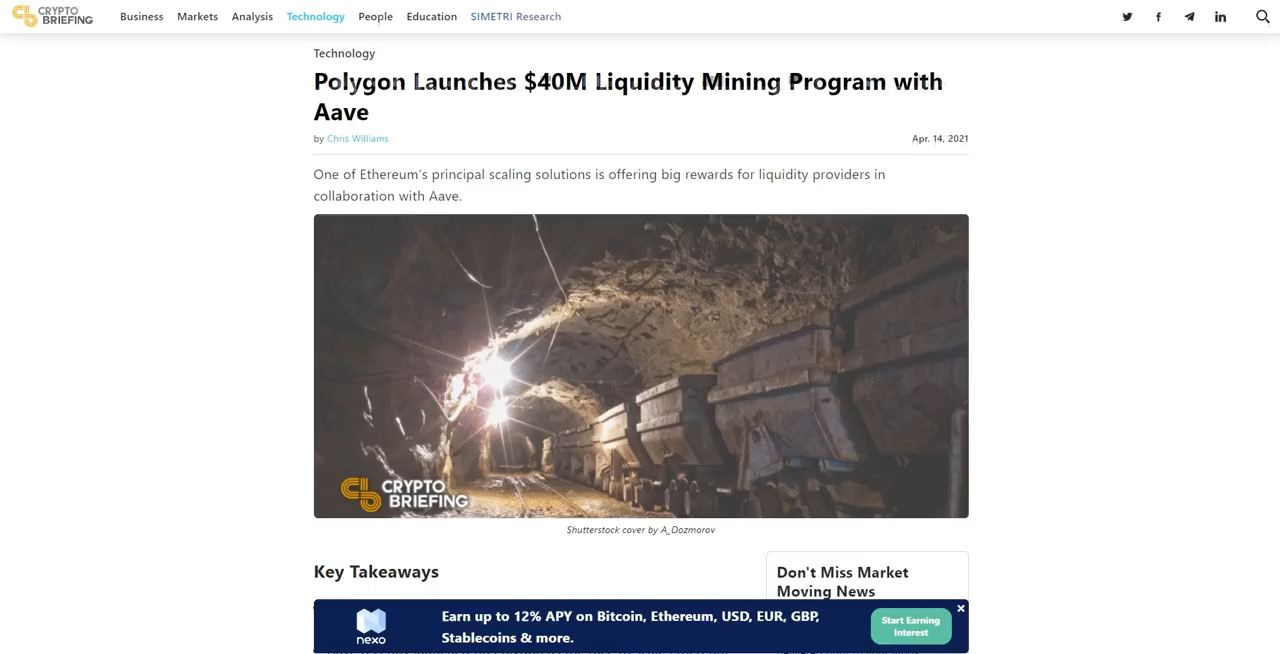 CRYPTO
BRIEFING
Business Markets Analysis Technology People Education SIMETRI Research
Technology
Polygon Launches $40M Liquidity Mining Program with
Aave
by Chris Williams Apr. 14, 2021
One of Ethereum's principal scaling solutions is offering big rewards for liquidity providers in
collaboration with Aave.
CRYPTO
BRIEFING
Shutterstock cover by A_Dozmorov
Key Takeaways
Don't Miss Market
Moving News
nexo
Earn up to 12% APY on Bitcoin, Ethereum, USD, EUR, GBP,
Stablecoins & more.
Start Earning
Interest